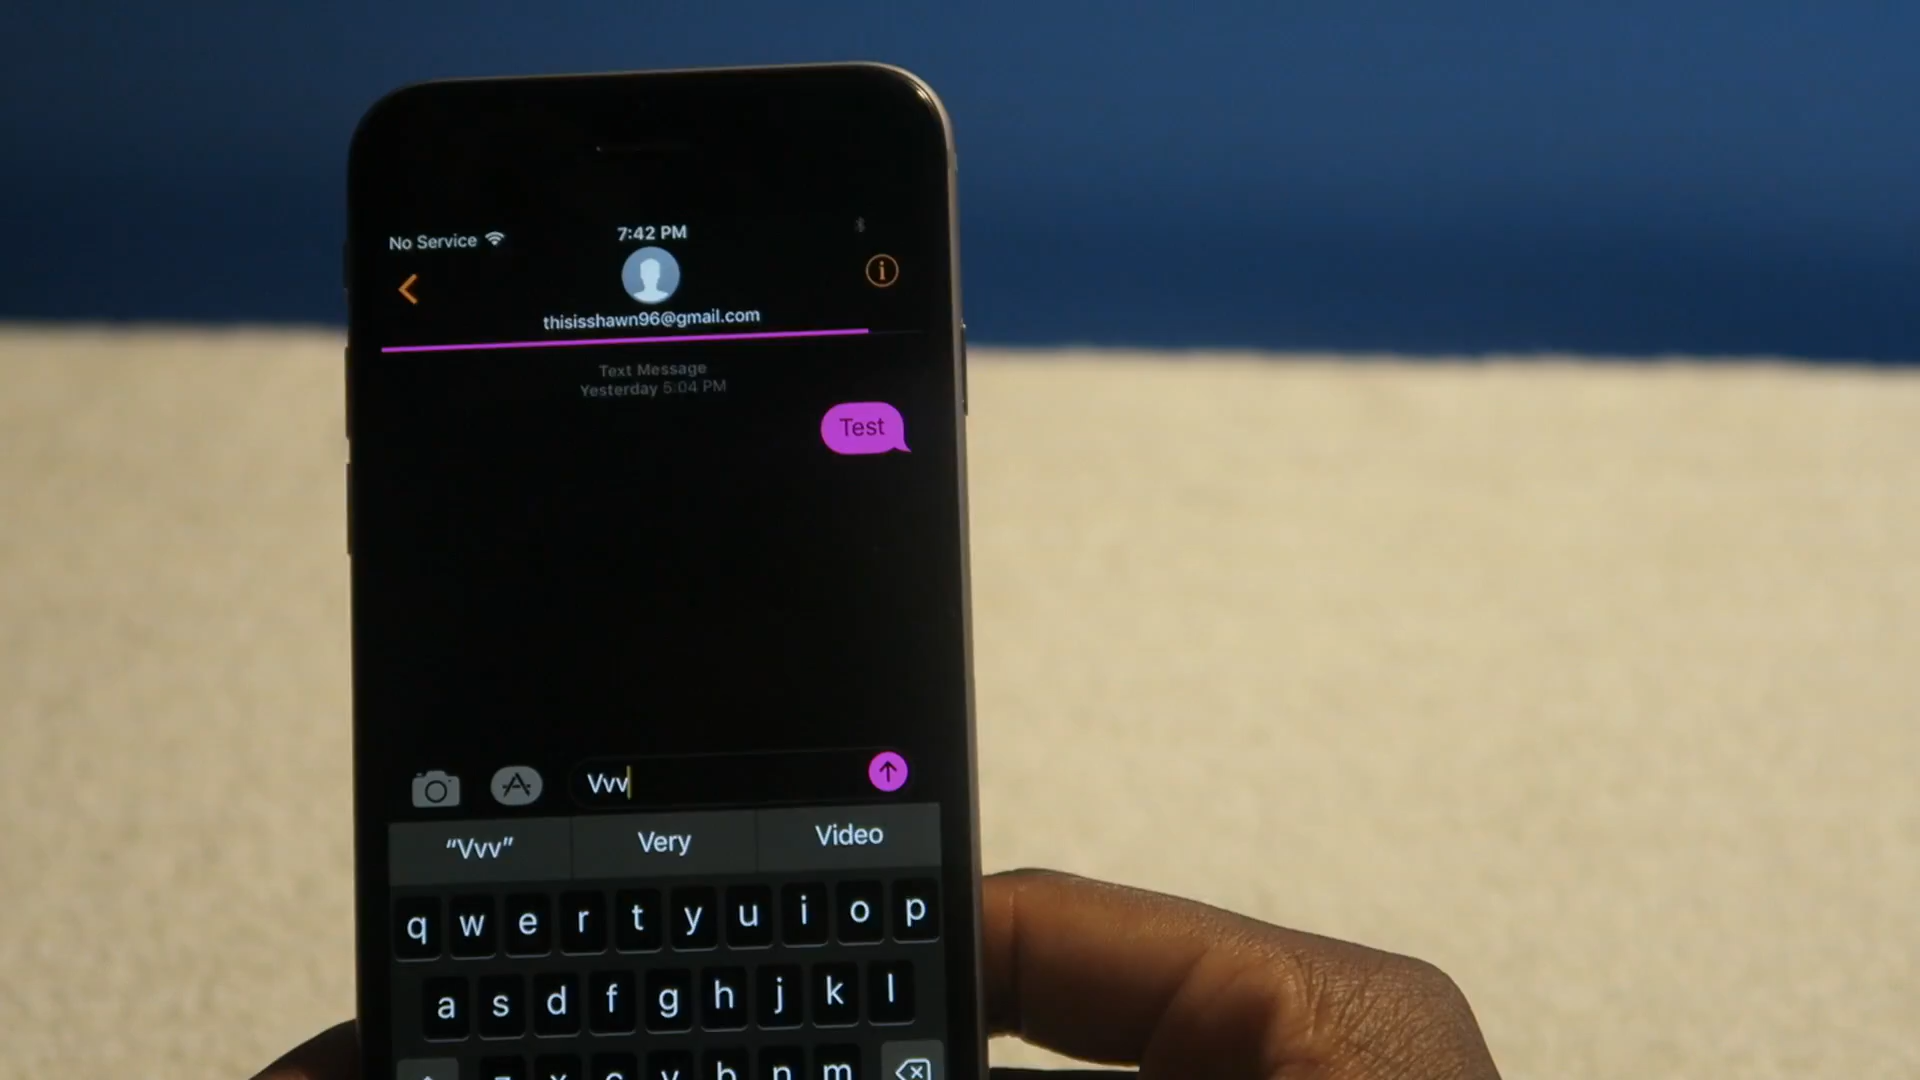 No Service
7:42 PM
thisisshawn96@gmail.com
Text Message
Yesterday 5:04 PM
Test
Vvv
“Vvv” Very Video
q w e r t y u i o p
a s d f g h j k l
z x c v b n m